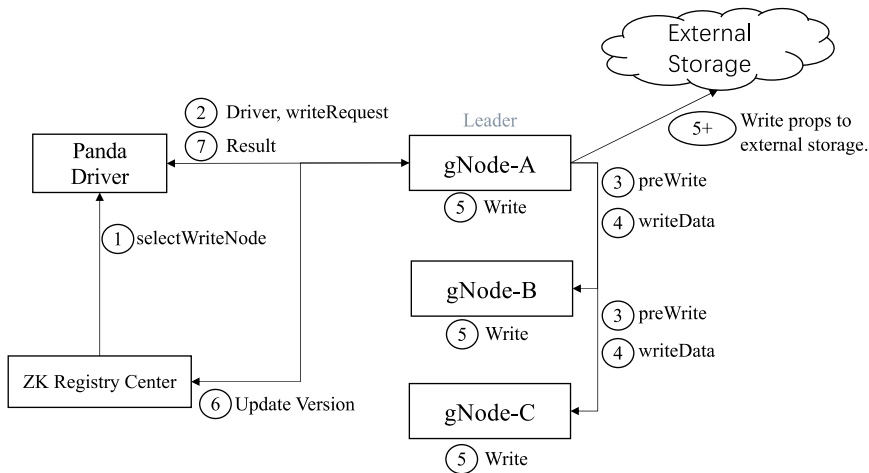 External
Storage
② Driver, writeRequest
⑦ Result
Leader
5+ Write props to
external storage.
Panda
Driver
gNode-A
③ preWrite
⑤ Write
④ writeData
① selectWriteNode
gNode-B
③ preWrite
⑤ Write
④ writeData
ZK Registry Center
⑥ Update Version
gNode-C
⑤ Write